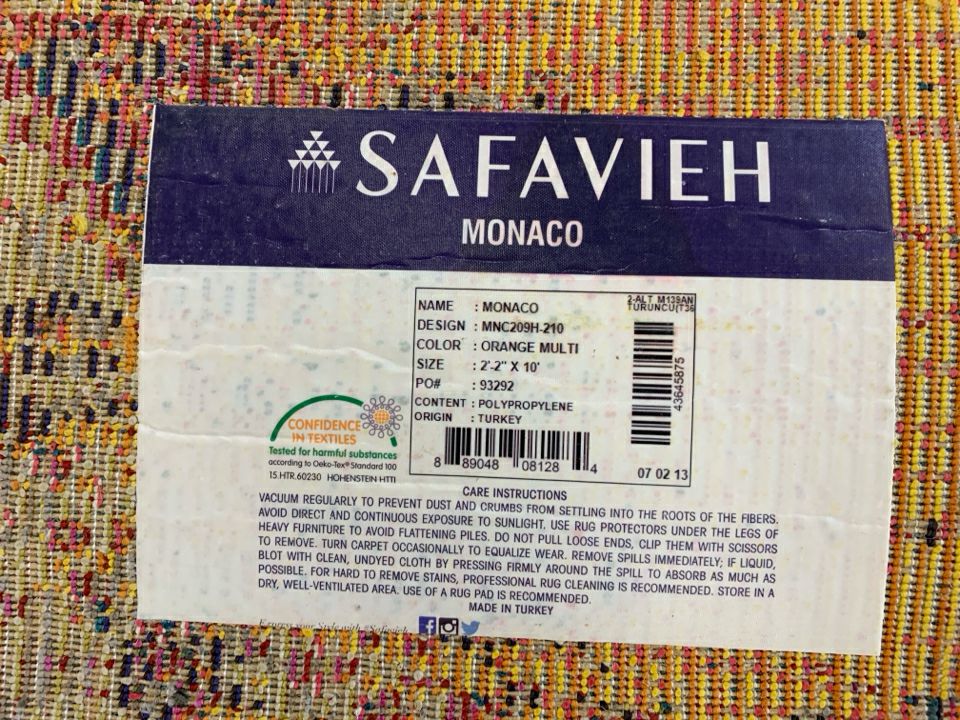 SAFAVIEH
MONACO
NAME : MONACO
DESIGN : MNC209H-210
COLOR : ORANGE MULTI
SIZE : 2'-2" X 10'
PO# : 93292
CONTENT : POLYPROPYLENE
ORIGIN : TURKEY
2-ALT M139AN
TURUNCU(T36
43645875
8 89048 08128 4
07 02 13
CONFIDENCE
IN TEXTILES
Tested for harmful substances
according to Oeko-Tex® Standard 100
15.HTR.60230 HOHENSTEIN HTTI
CARE INSTRUCTIONS
VACUUM REGULARLY TO PREVENT DUST AND CRUMBS FROM SETTLING INTO THE ROOTS OF THE FIBERS.
AVOID DIRECT AND CONTINUOUS EXPOSURE TO SUNLIGHT. USE RUG PROTECTORS UNDER THE LEGS OF
HEAVY FURNITURE TO AVOID FLATTENING PILES. DO NOT PULL LOOSE ENDS, CLIP THEM WITH SCISSORS
TO REMOVE. TURN CARPET OCCASIONALLY TO EQUALIZE WEAR. REMOVE SPILLS IMMEDIATELY; IF LIQUID,
BLOT WITH CLEAN, UNDYED CLOTH BY PRESSING FIRMLY AROUND THE SPILL TO ABSORB AS MUCH AS
POSSIBLE. FOR HARD TO REMOVE STAINS, PROFESSIONAL RUG CLEANING IS RECOMMENDED. STORE IN A
DRY, WELL-VENTILATED AREA. USE OF A RUG PAD IS RECOMMENDED.
MADE IN TURKEY
Express your Style with #Safavieh